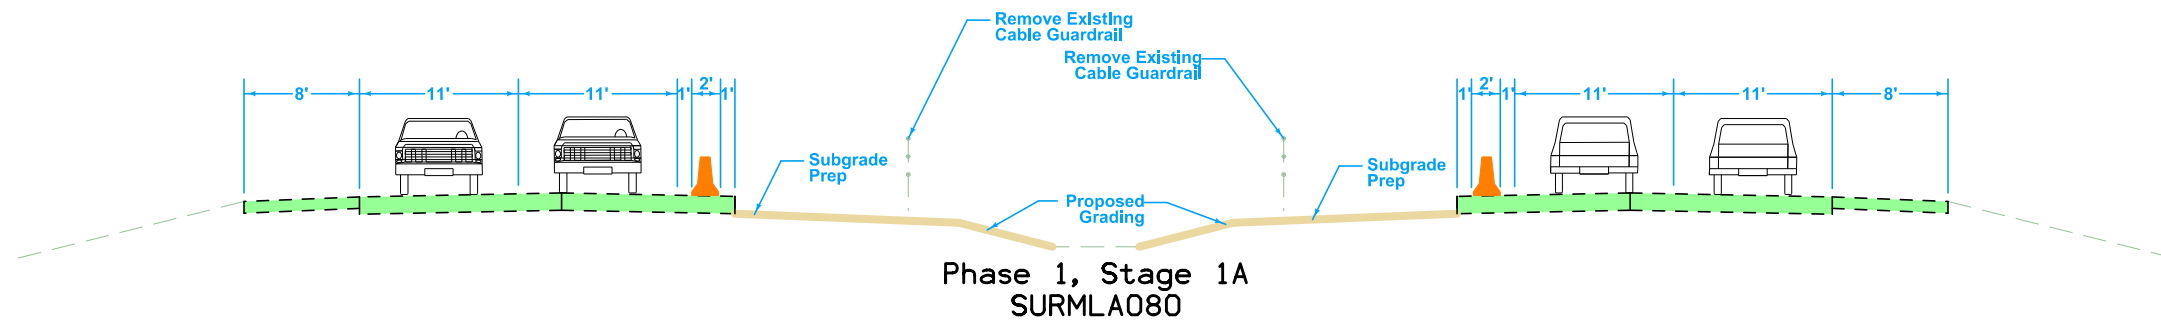 Remove Existing
Cable Guardrail
Remove Existing
Cable Guardrail
8' 11' 11' 1' 2' 1'
1' 2' 1' 11' 11' 8'
Subgrade
Prep
Subgrade
Prep
Proposed
Grading
Phase 1, Stage 1A
SURMLA080